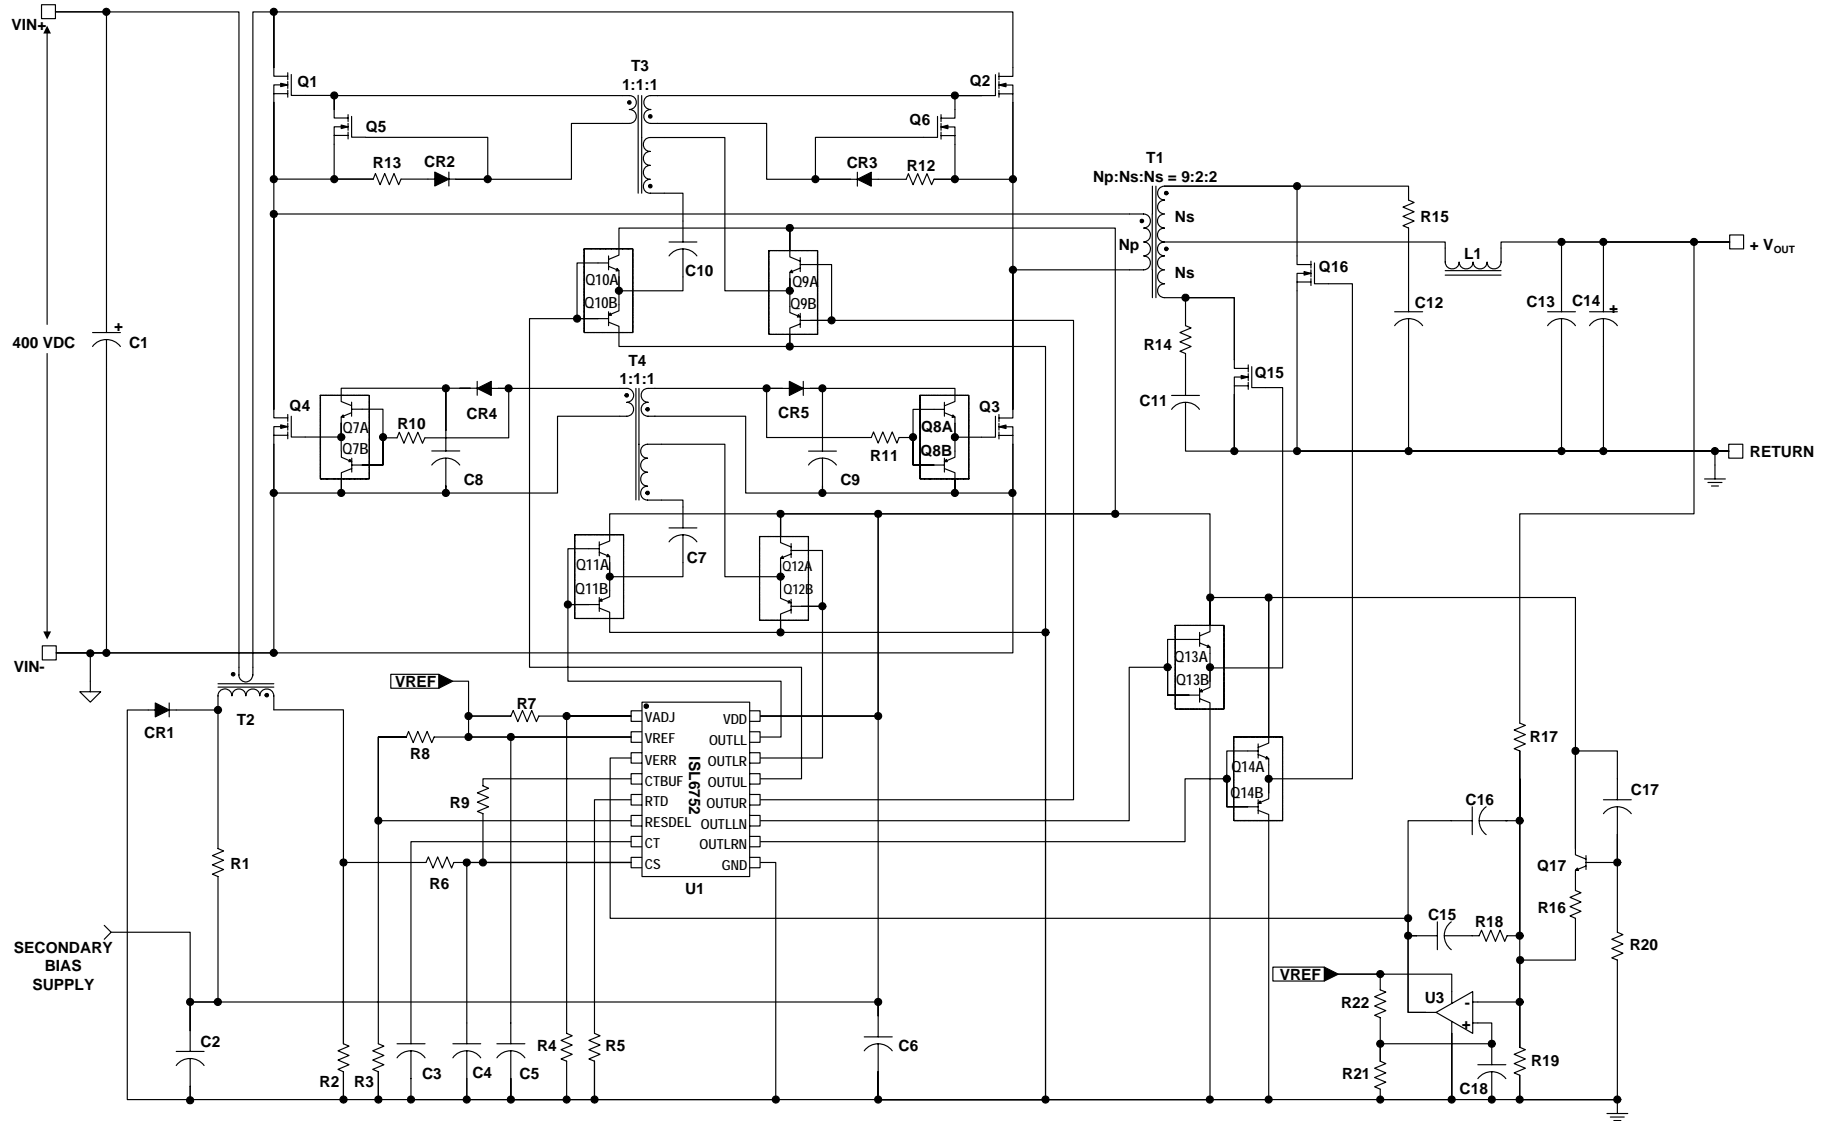 VIN+
Q1
T3
1:1:1
Q2
Q5
Q6
R13
CR2
CR3
R12
T1
Np:Ns:Ns = 9:2:2
Ns
R15
Np
L1
+ VOUT
Q10A
Q10B
C10
Q9A
Q9B
Ns
Q16
C12
C13
C14
+
400 VDC
+
C1
R14
T4
1:1:1
Q15
C11
Q4
CR4
CR5
Q3
Q7A
Q7B
R10
R11
Q8A
Q8B
C8
C9
RETURN
Q11A
Q11B
C7
Q12A
Q12B
VIN-
Q13A
Q13B
VREF
R7
T2
CR1
R8
VADJ
VREF
VERR
CTBUF
RTD
RESDEL
CT
CS
ISL6752
VDD
OUTLL
OUTLR
OUTUL
OUTUR
OUTLLN
OUTLRN
GND
U1
R9
R6
R1
Q14A
Q14B
R17
C16
C17
Q17
R16
C15
R18
R20
SECONDARY
BIAS
SUPPLY
VREF
R22
U3
-
+
C2
R2
R3
C3
C4
C5
R4
R5
C6
R21
C18
R19